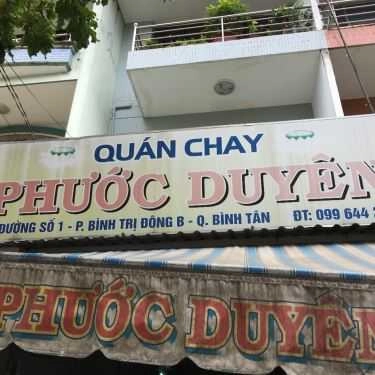 QUÁN CHAY
PHƯỚC DUYÊN
ĐƯỜNG SỐ 1 - P. BÌNH TRỊ ĐÔNG B - Q. BÌNH TÂN ĐT: 099 644
PHƯỚC DUYÊN